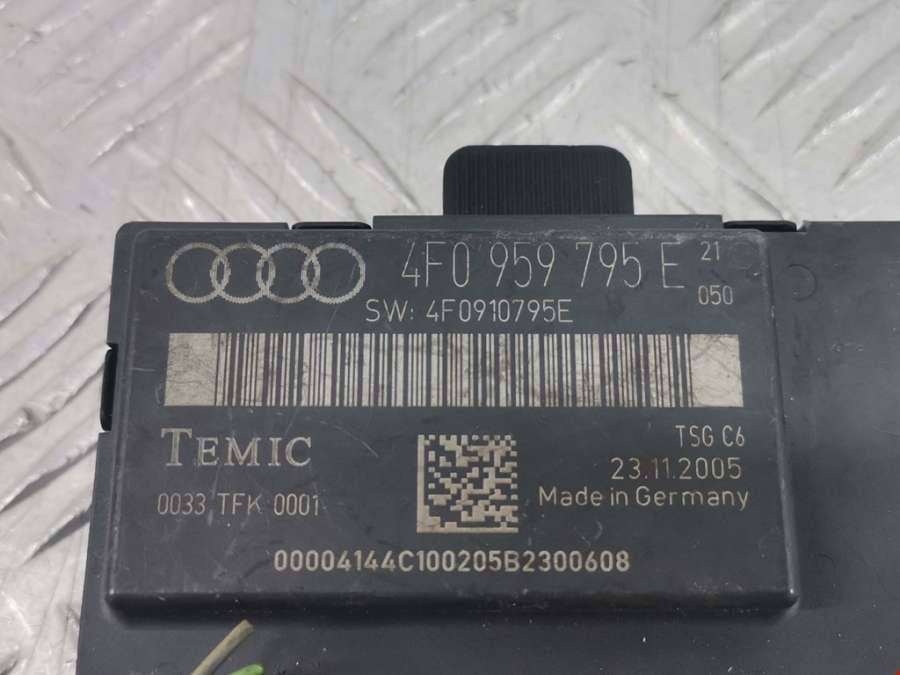 4F0 959 795 E 21
050
SW: 4F0910795E
TEMIC
TSG C6
23.11.2005
0033 TFK 0001
Made in Germany
00004144C100205B2300608